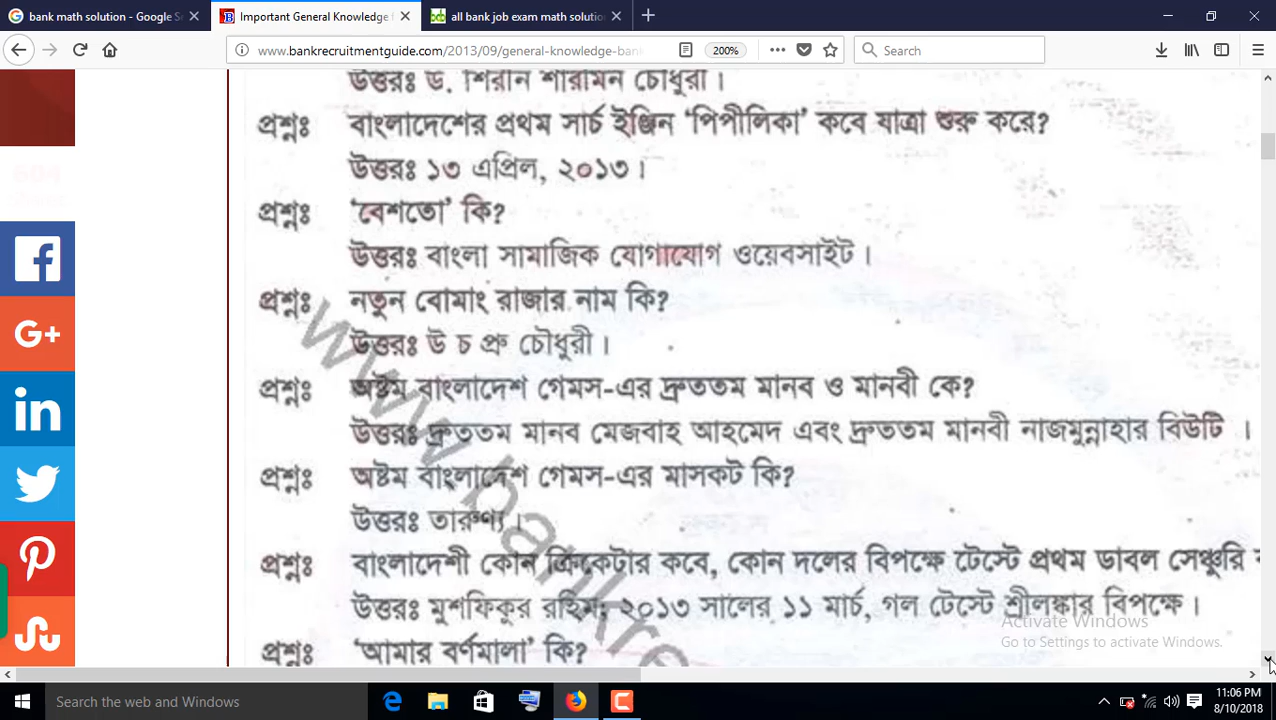 bank math solution - Google S
Important General Knowledge
all bank job exam math solutio
www.bankrecruitmentguide.com/2013/09/general-knowledge-ban
200%
Search
উত্তরঃ ড. শিরীন শারমিন চৌধুরী।
প্রশ্নঃ বাংলাদেশের প্রথম সার্চ ইঞ্জিন ‘পিপীলিকা’ কবে যাত্রা শুরু করে?
উত্তরঃ ১৩ এপ্রিল, ২০১৩।
প্রশ্নঃ ‘বেশতো’ কি?
উত্তরঃ বাংলা সামাজিক যোগাযোগ ওয়েবসাইট।
প্রশ্নঃ নতুন বোমাং রাজার নাম কি?
উত্তরঃ উ চ প্রু চৌধুরী।
প্রশ্নঃ অষ্টম বাংলাদেশ গেমস-এর দ্রুততম মানব ও মানবী কে?
উত্তরঃ দ্রুততম মানব মেজবাহ আহমেদ এবং দ্রুততম মানবী নাজমুন্নাহার বিউটি ।
প্রশ্নঃ অষ্টম বাংলাদেশ গেমস-এর মাসকট কি?
উত্তরঃ তারুণ্য।
প্রশ্নঃ বাংলাদেশী কোন ক্রিকেটার কবে, কোন দলের বিপক্ষে টেস্টে প্রথম ডাবল সেঞ্চুরি
উত্তরঃ মুশফিকুর রহিম; ২০১৩ সালের ১১ মার্চ, গল টেস্টে শ্রীলঙ্কার বিপক্ষে।
প্রশ্নঃ ‘আমার বর্ণমালা’ কি?
www.bankre
Activate Windows
Go to Settings to activate Windows.
Search the web and Windows
11:06 PM
8/10/2018